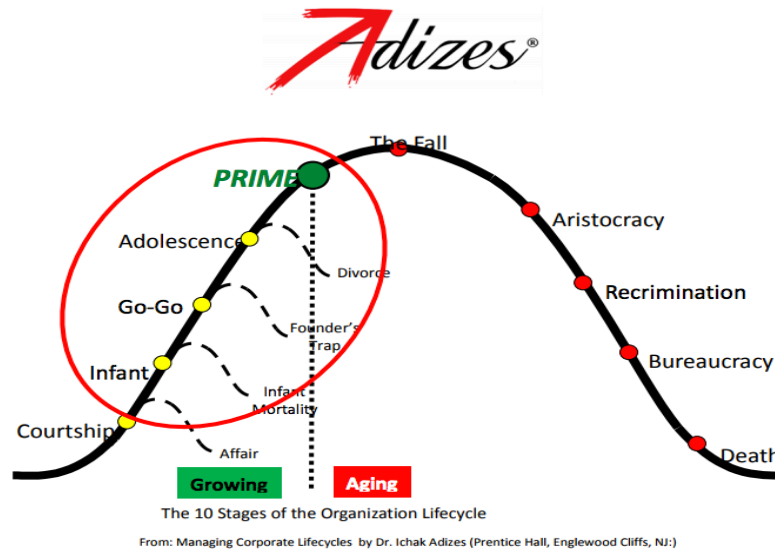 Adizes®
The Fall
PRIME
Adolescence
Aristocracy
Divorce
Go-Go
Recrimination
Founder's
Trap
Infant
Bureaucracy
Infant
Mortality
Courtship
Affair
Death
Growing
Aging
The 10 Stages of the Organization Lifecycle
From: Managing Corporate Lifecycles by Dr. Ichak Adizes (Prentice Hall, Englewood Cliffs, NJ:)